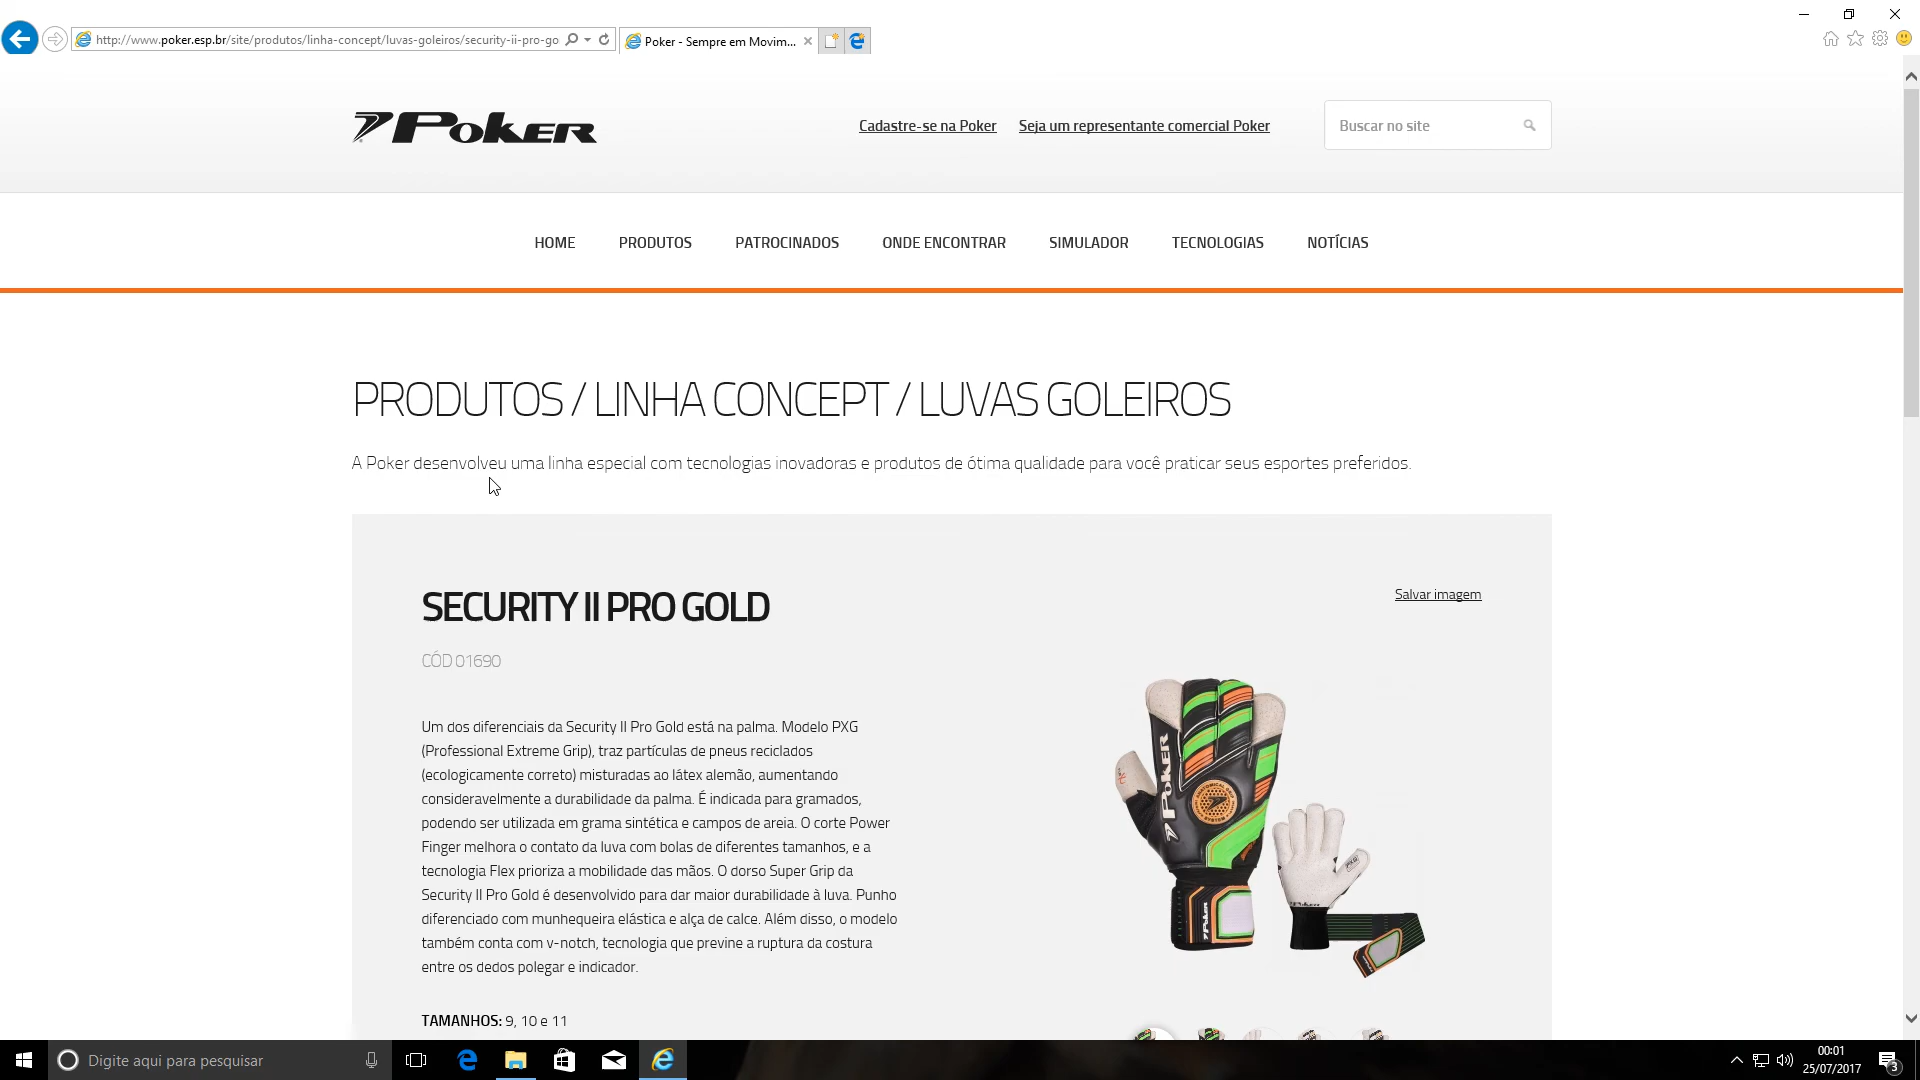 http://www.poker.esp.br/site/produtos/linha-concept/luvas-goleiros/security-ii-pro-go
Poker - Sempre em Movim...
POKER
Cadastre-se na Poker
Seja um representante comercial Poker
Buscar no site
HOME
PRODUTOS
PATROCINADOS
ONDE ENCONTRAR
SIMULADOR
TECNOLOGIAS
NOTÍCIAS
PRODUTOS / LINHA CONCEPT / LUVAS GOLEIROS
A Poker desenvolveu uma linha especial com tecnologias inovadoras e produtos de ótima qualidade para você praticar seus esportes preferidos.
SECURITY II PRO GOLD
Salvar imagem
CÓD 01690
Um dos diferenciais da Security II Pro Gold está na palma. Modelo PXG
(Professional Extreme Grip), traz partículas de pneus reciclados
(ecologicamente correto) misturadas ao látex alemão, aumentando
consideravelmente a durabilidade da palma. É indicada para gramados,
podendo ser utilizada em grama sintética e campos de areia. O corte Power
Finger melhora o contato da luva com bolas de diferentes tamanhos, e a
tecnologia Flex prioriza a mobilidade das mãos. O dorso Super Grip da
Security II Pro Gold é desenvolvido para dar maior durabilidade à luva. Punho
diferenciado com munhequeira elástica e alça de calce. Além disso, o modelo
também conta com v-notch, tecnologia que previne a ruptura da costura
entre os dedos polegar e indicador.
POKER
POKER
PXG
TAMANHOS: 9, 10 e 11
Digite aqui para pesquisar
00:01
25/07/2017
3